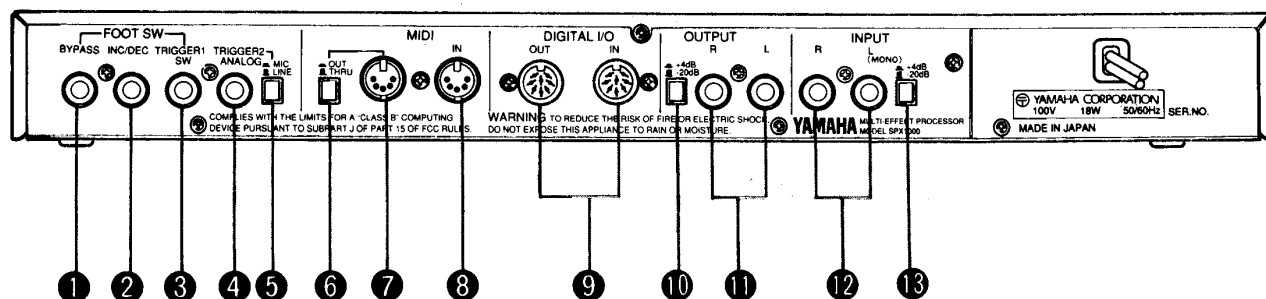 FOOT SW
BYPASS INC/DEC TRIGGER1 SW
TRIGGER2 ANALOG
MIC
LINE
MIDI
OUT
THRU
IN
DIGITAL I/O
OUT
IN
OUTPUT
+4dB
-20dB
R
L
INPUT
R
L (MONO)
+4dB
-20dB
COMPLIES WITH THE LIMITS FOR A "CLASS B" COMPUTING
DEVICE PURSUANT TO SUBPART J OF PART 15 OF FCC RULES.
WARNING TO REDUCE THE RISK OF FIRE OR ELECTRIC SHOCK,
DO NOT EXPOSE THIS APPLIANCE TO RAIN OR MOISTURE.
YAMAHA MULTI-EFFECT PROCESSOR
MODEL SPX1000
YAMAHA CORPORATION
100V 18W 50/60Hz
SER.NO.
MADE IN JAPAN
1 2 3 4 5 6 7 8 9 10 11 12 13